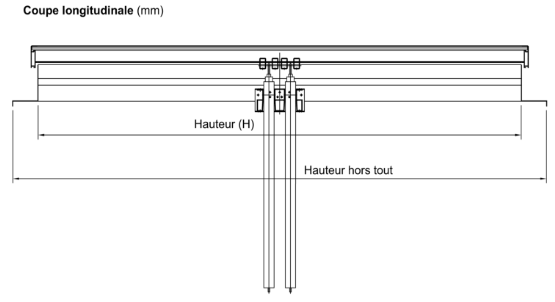 Coupe longitudinale (mm)
Hauteur (H)
Hauteur hors tout